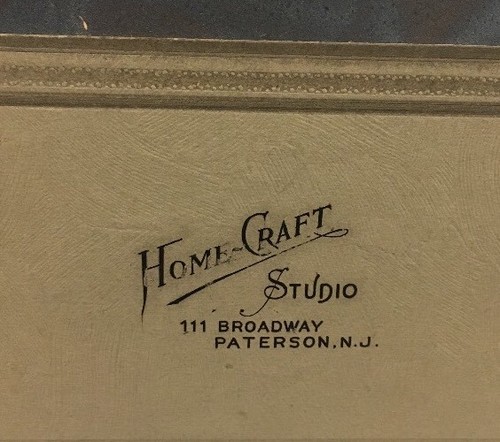 HOME-CRAFT
STUDIO
111 BROADWAY
PATERSON, N.J.